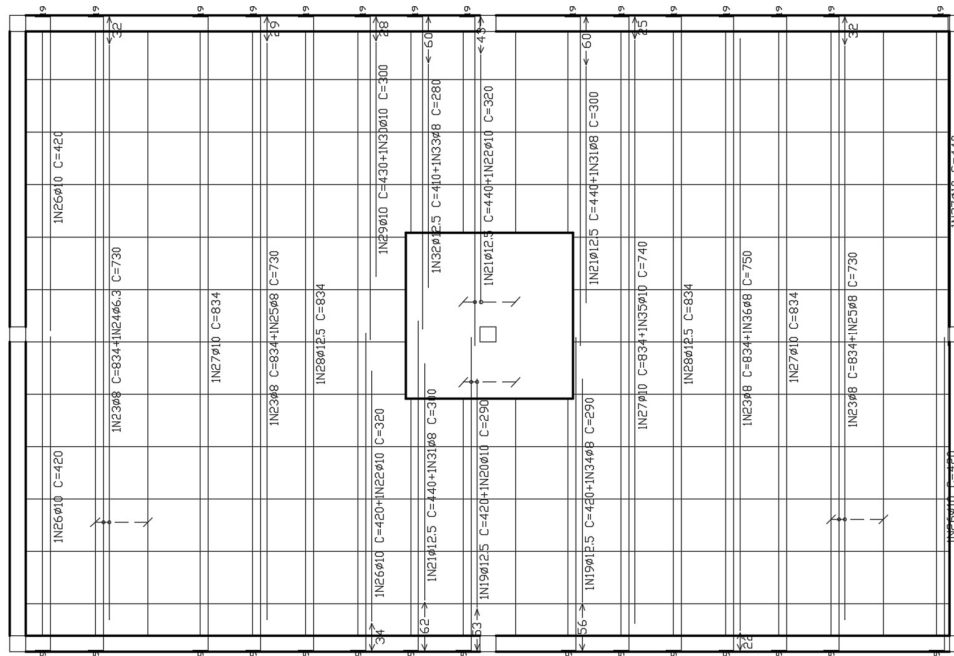 1N26ø10 C=420
1N26ø10 C=420
32
1N23ø8 C=834+1N24ø6.3 C=730
1N27ø10 C=834
29
1N23ø8 C=834+1N25ø8 C=730
1N28ø12.5 C=834
28
1N29ø10 C=430+1N30ø10 C=300
1N26ø10 C=420+1N22ø10 C=320
34
60
1N32ø12.5 C=410+1N33ø8 C=280
1N21ø12.5 C=440+1N31ø8 C=300
62
43
1N21ø12.5 C=440+1N22ø10 C=320
1N19ø12.5 C=420+1N20ø10 C=290
53
60
1N21ø12.5 C=440+1N31ø8 C=300
1N19ø12.5 C=420+1N34ø8 C=290
56
25
1N27ø10 C=834+1N35ø10 C=740
1N28ø12.5 C=834
1N23ø8 C=834+1N36ø8 C=750
22
1N27ø10 C=834
32
1N23ø8 C=834+1N25ø8 C=730
1N26ø10 C=420